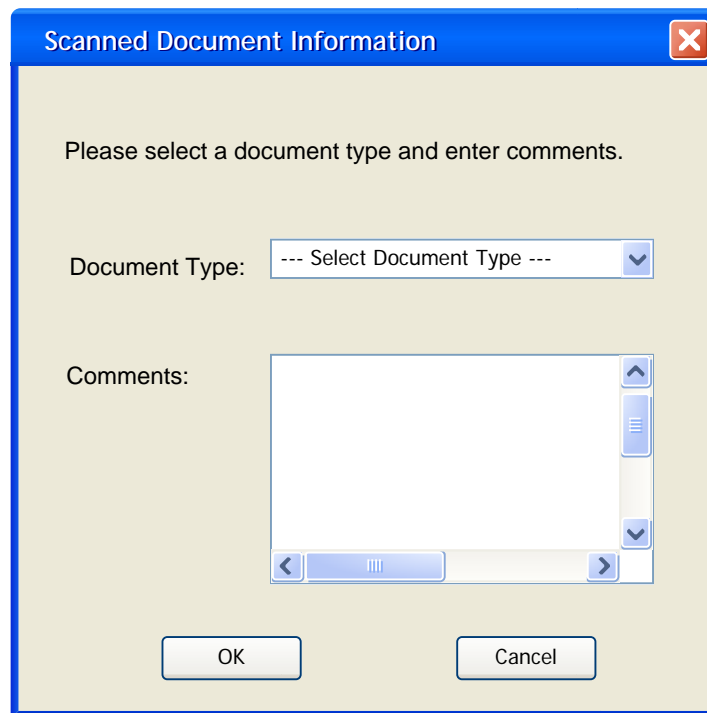 Scanned Document Information
Please select a document type and enter comments.
Document Type:
--- Select Document Type ---
Comments:
OK
Cancel